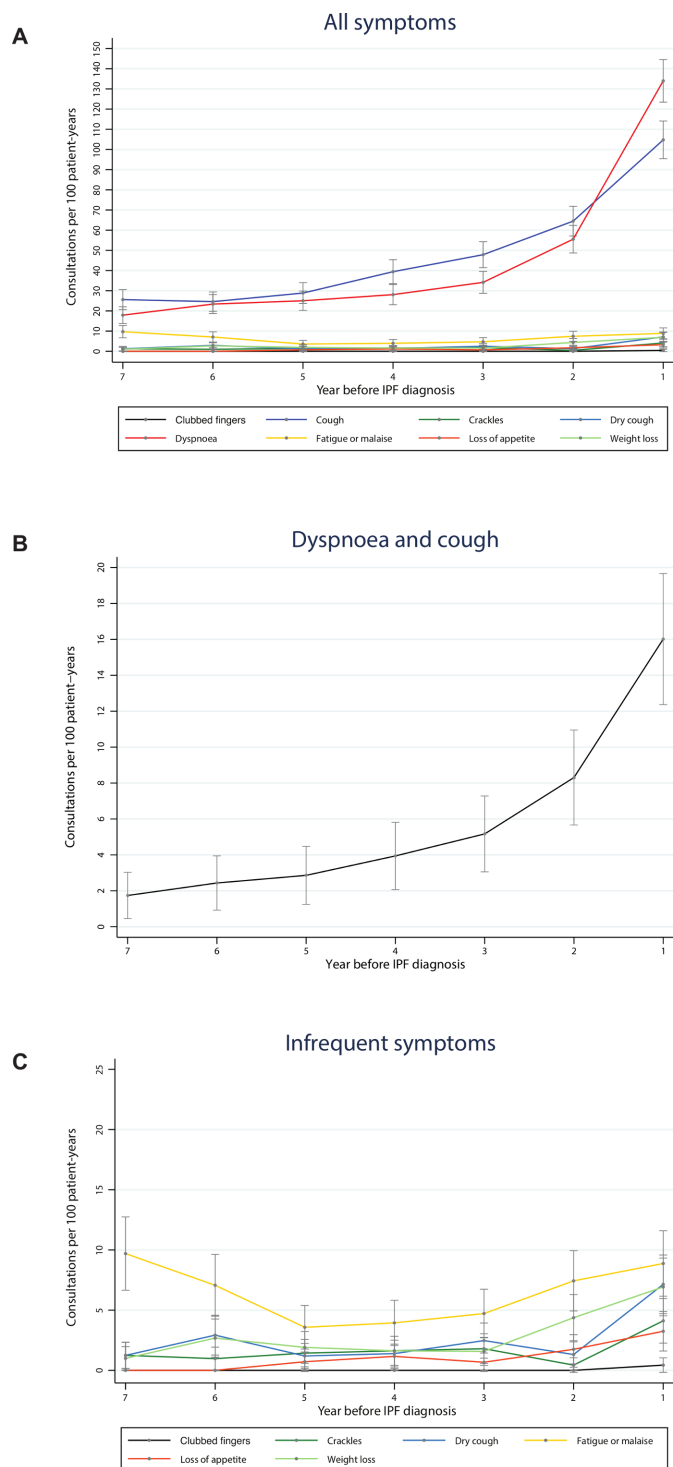 A
All symptoms
Consultations per 100 patient-years
150
140
130
120
110
100
90
80
70
60
50
40
30
20
10
0
7 6 5 4 3 2 1
Year before IPF diagnosis
Clubbed fingers Cough Crackles Dry cough
Dyspnoea Fatigue or malaise Loss of appetite Weight loss
B
Dyspnoea and cough
Consultations per 100 patient–years
20
18
16
14
12
10
8
6
4
2
0
7 6 5 4 3 2 1
Year before IPF diagnosis
C
Infrequent symptoms
Consultations per 100 patient-years
25
20
15
10
5
0
7 6 5 4 3 2 1
Year before IPF diagnosis
Clubbed fingers Crackles Dry cough Fatigue or malaise
Loss of appetite Weight loss